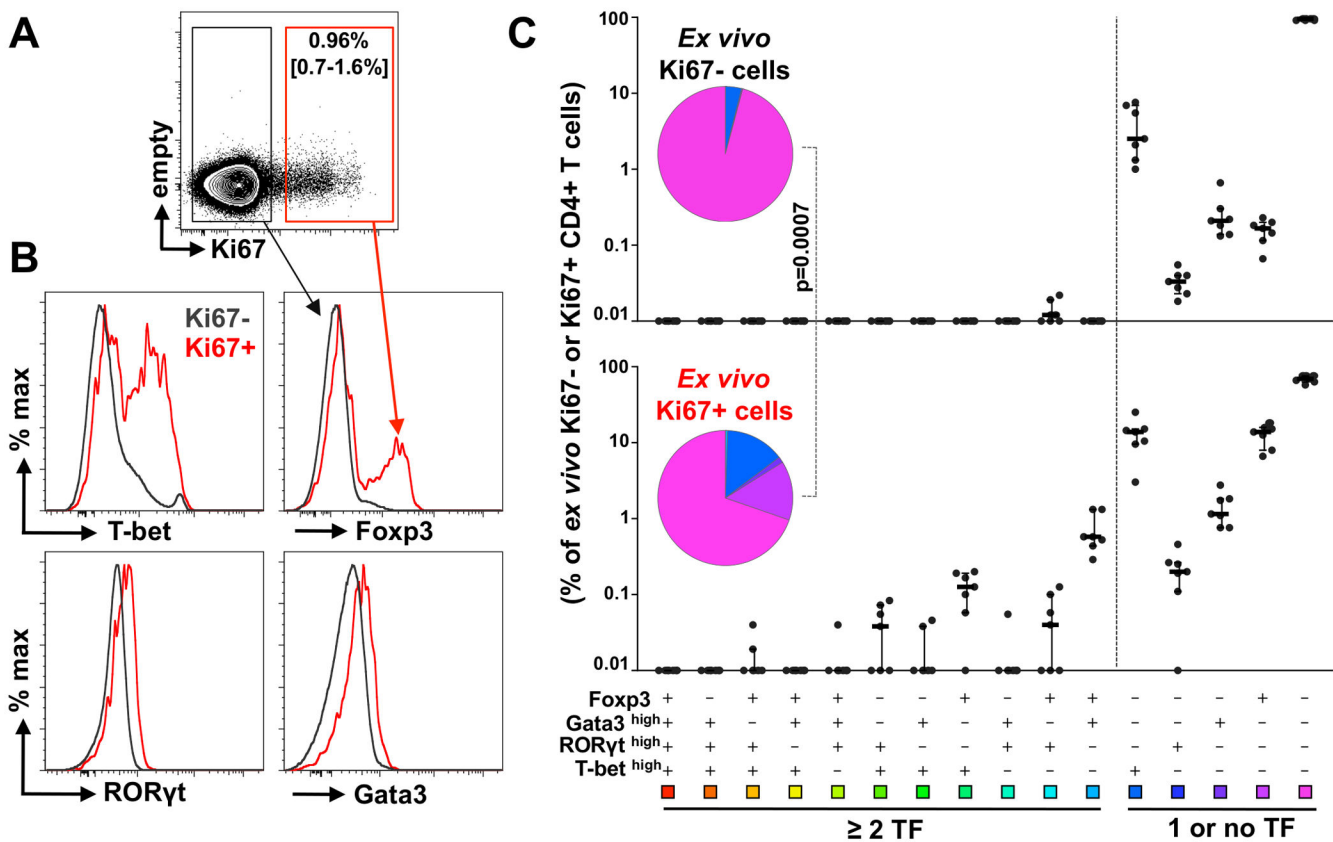 A
0.96%
[0.7-1.6%]
empty
Ki67
B
Ki67-
Ki67+
% max
T-bet
Foxp3
% max
RORγt
Gata3
C
(% of ex vivo Ki67- or Ki67+ CD4+ T cells)
100
10
1
0.1
0.01
Ex vivo
Ki67- cells
p=0.0007
100
10
1
0.1
0.01
Ex vivo
Ki67+ cells
Foxp3 + − + + + − − + − + + − − − + −
Gata3 high + + − + + − + − + − + − − + − −
RORγt high + + + − + + − − + + − − + − − −
T-bet high + + + + − + + + − − − + − − − −
≥ 2 TF
1 or no TF